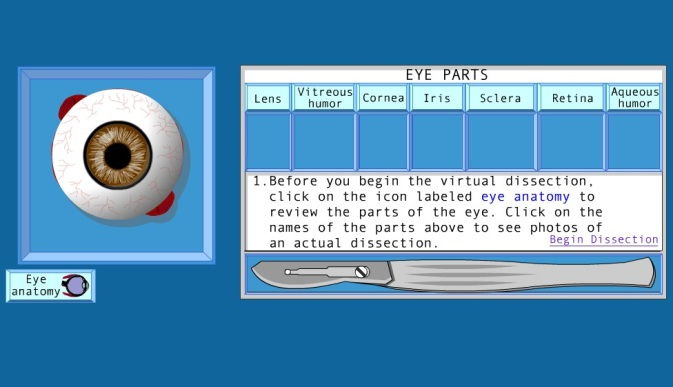 EYE PARTS
Lens
Vitreous
humor
Cornea
Iris
Sclera
Retina
Aqueous
humor
1.Before you begin the virtual dissection,
click on the icon labeled eye anatomy to
review the parts of the eye. Click on the
names of the parts above to see photos of
an actual dissection.
Begin Dissection
Eye
anatomy